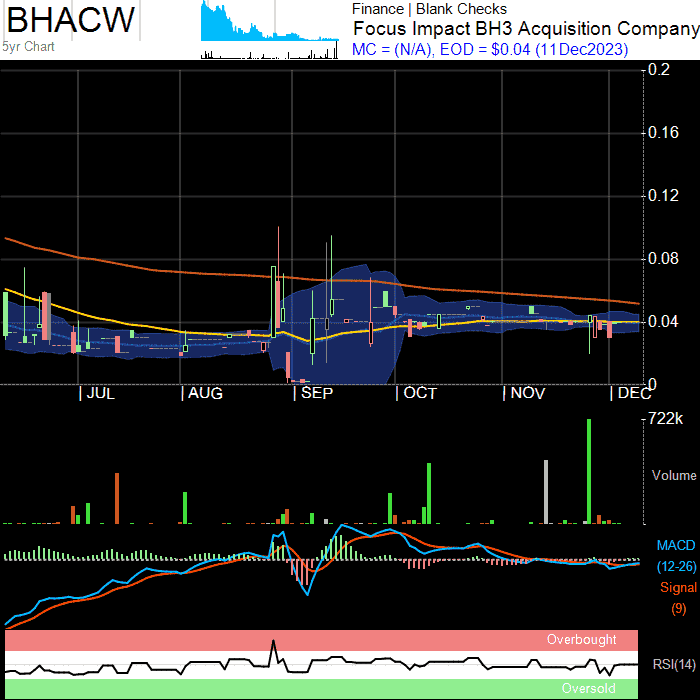 BHACW
5yr Chart
Finance | Blank Checks
Focus Impact BH3 Acquisition Company
MC = (N/A), EOD = $0.04 (11Dec2023)
0.2
0.16
0.12
0.08
0.04
0
| JUL | AUG | SEP | OCT | NOV | DEC
722k
Volume
MACD
(12-26)
Signal
(9)
Overbought
RSI(14)
Oversold